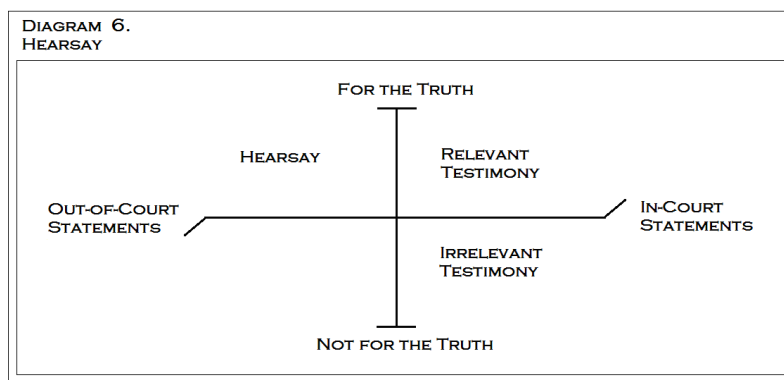 Diagram 6.
Hearsay
For the Truth
Hearsay
Relevant
Testimony
Out-of-Court
Statements
In-Court
Statements
Irrelevant
Testimony
Not for the Truth